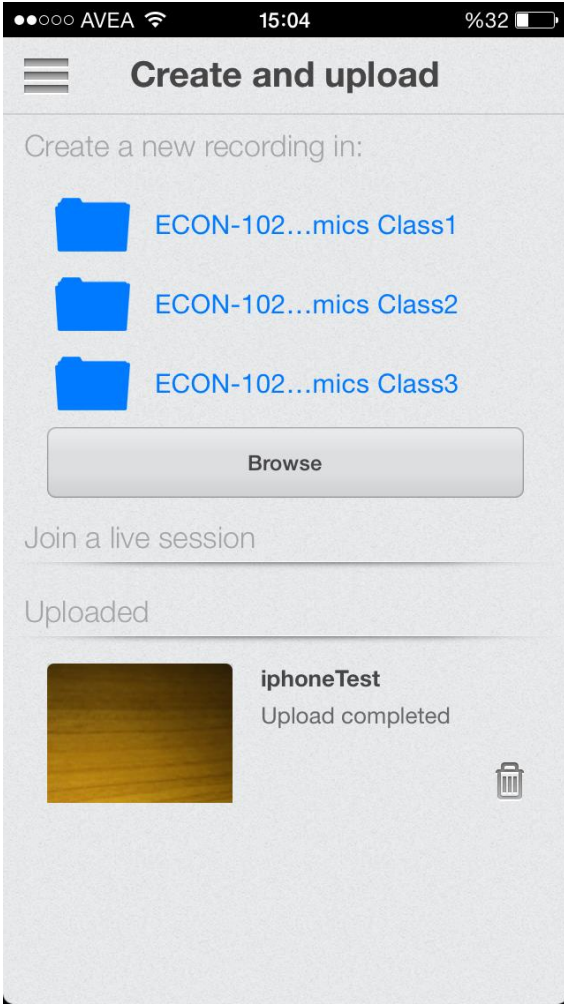 AVEA 15:04 %32
Create and upload
Create a new recording in:
ECON-102...mics Class1
ECON-102...mics Class2
ECON-102...mics Class3
Browse
Join a live session
Uploaded
iphoneTest
Upload completed